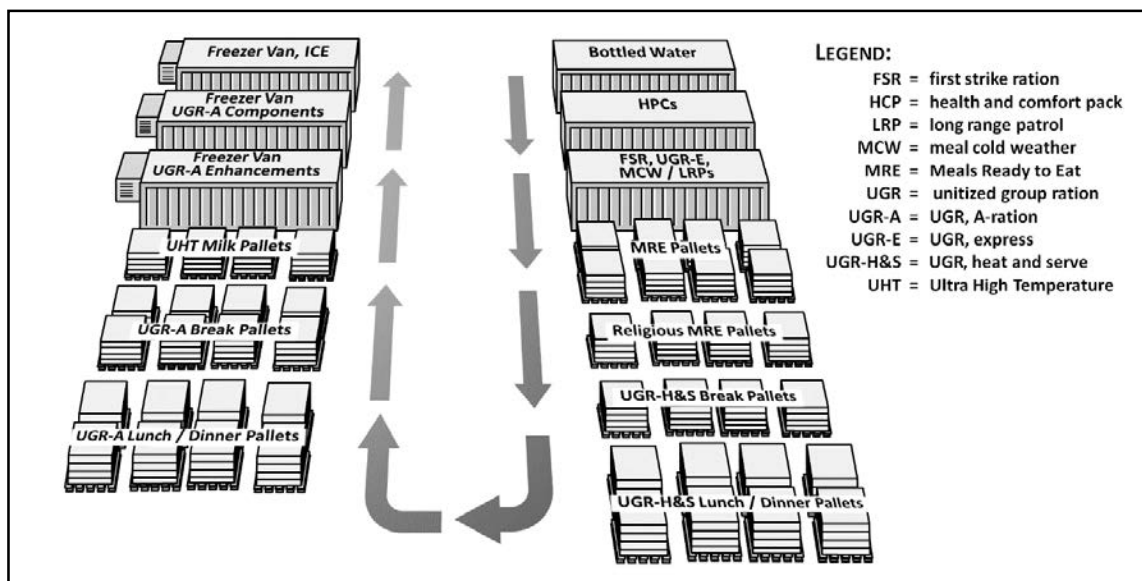 Freezer Van, ICE
Freezer Van
UGR-A Components
Freezer Van
UGR-A Enhancements
UHT Milk Pallets
UGR-A Break Pallets
UGR-A Lunch / Dinner Pallets
Bottled Water
HPCs
FSR, UGR-E,
MCW / LRPs
MRE Pallets
Religious MRE Pallets
UGR-H&S Break Pallets
UGR-H&S Lunch / Dinner Pallets
LEGEND:
FSR = first strike ration
HCP = health and comfort pack
LRP = long range patrol
MCW = meal cold weather
MRE = Meals Ready to Eat
UGR = unitized group ration
UGR-A = UGR, A-ration
UGR-E = UGR, express
UGR-H&S = UGR, heat and serve
UHT = Ultra High Temperature